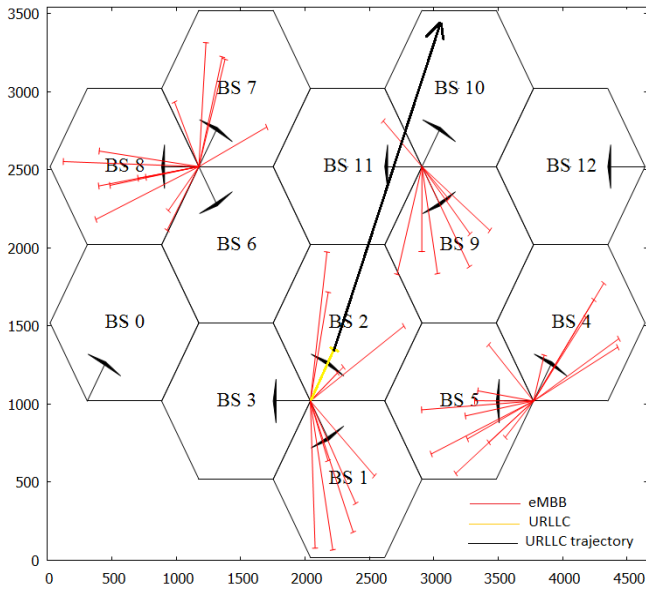 3500
3000
2500
2000
1500
1000
500
0
BS 7
BS 10
BS 8
BS 11
BS 12
BS 6
BS 9
BS 0
BS 2
BS 4
BS 3
BS 5
BS 1
eMBB
URLLC
URLLC trajectory
0 500 1000 1500 2000 2500 3000 3500 4000 4500